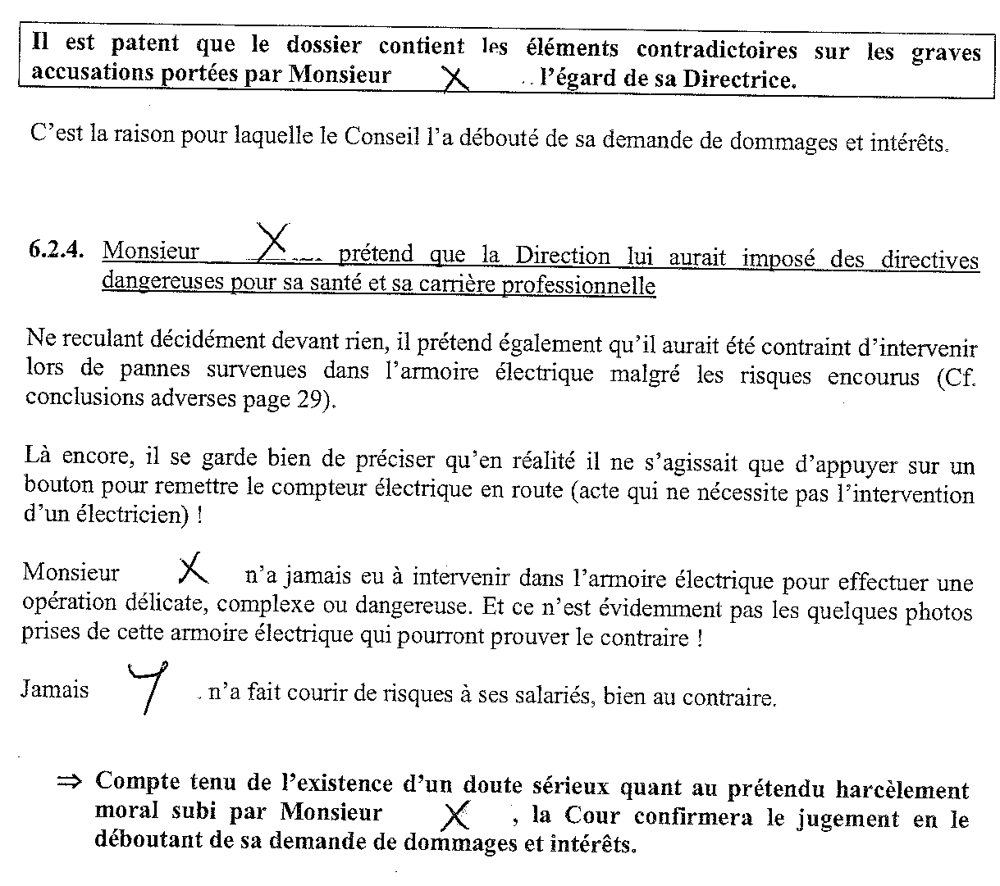 Il est patent que le dossier contient les éléments contradictoires sur les graves
accusations portées par Monsieur X l'égard de sa Directrice.
C'est la raison pour laquelle le Conseil l'a débouté de sa demande de dommages et intérêts.
6.2.4. Monsieur X prétend que la Direction lui aurait imposé des directives
dangereuses pour sa santé et sa carrière professionnelle
Ne reculant décidément devant rien, il prétend également qu'il aurait été contraint d'intervenir
lors de pannes survenues dans l'armoire électrique malgré les risques encourus (Cf.
conclusions adverses page 29).
Là encore, il se garde bien de préciser qu'en réalité il ne s'agissait que d'appuyer sur un
bouton pour remettre le compteur électrique en route (acte qui ne nécessite pas l'intervention
d'un électricien) !
Monsieur X n'a jamais eu à intervenir dans l'armoire électrique pour effectuer une
opération délicate, complexe ou dangereuse. Et ce n'est évidemment pas les quelques photos
prises de cette armoire électrique qui pourront prouver le contraire !
Jamais Y n'a fait courir de risques à ses salariés, bien au contraire.
⇒ Compte tenu de l'existence d'un doute sérieux quant au prétendu harcèlement
moral subi par Monsieur X , la Cour confirmera le jugement en le
déboutant de sa demande de dommages et intérêts.